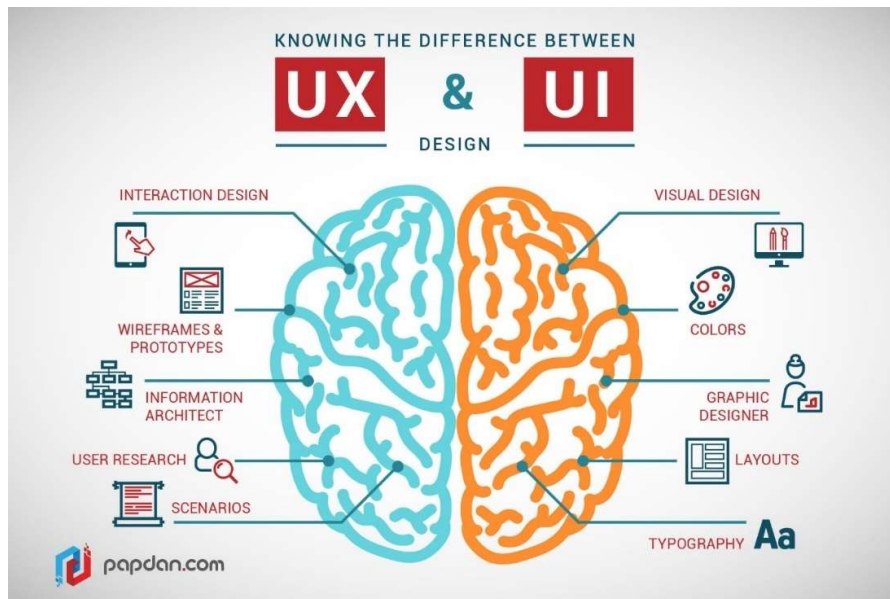 KNOWING THE DIFFERENCE BETWEEN
UX & UI
DESIGN
INTERACTION DESIGN
WIREFRAMES &
PROTOTYPES
INFORMATION
ARCHITECT
USER RESEARCH
SCENARIOS
VISUAL DESIGN
COLORS
GRAPHIC
DESIGNER
LAYOUTS
TYPOGRAPHY Aa
papdan.com